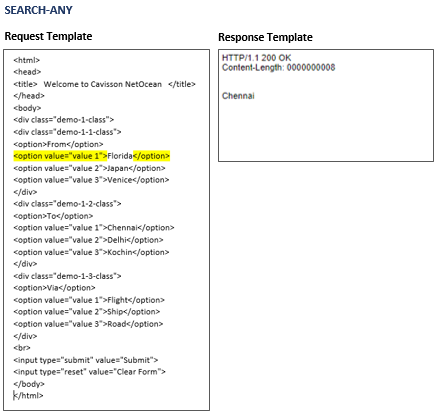 SEARCH-ANY
Request Template
<html>
<head>
<title>   Welcome to Cavisson NetOcean   </title>
</head>
<body>
<div class="demo-1-class">
<div class="demo-1-1-class">
<option>From</option>
<option value="value 1">Florida</option>
<option value="value 2">Japan</option>
<option value="value 3">Venice</option>
</div>
<div class="demo-1-2-class">
<option>To</option>
<option value="value 1">Chennai</option>
<option value="value 2">Delhi</option>
<option value="value 3">Kochin</option>
</div>
<div class="demo-1-3-class">
<option>Via</option>
<option value="value 1">Flight</option>
<option value="value 2">Ship</option>
<option value="value 3">Road</option>
</div>
<br>
<input type="submit" value="Submit">
<input type="reset" value="Clear Form">
</body>
</html>
Response Template
HTTP/1.1 200 OK
Content-Length: 0000000008
Chennai